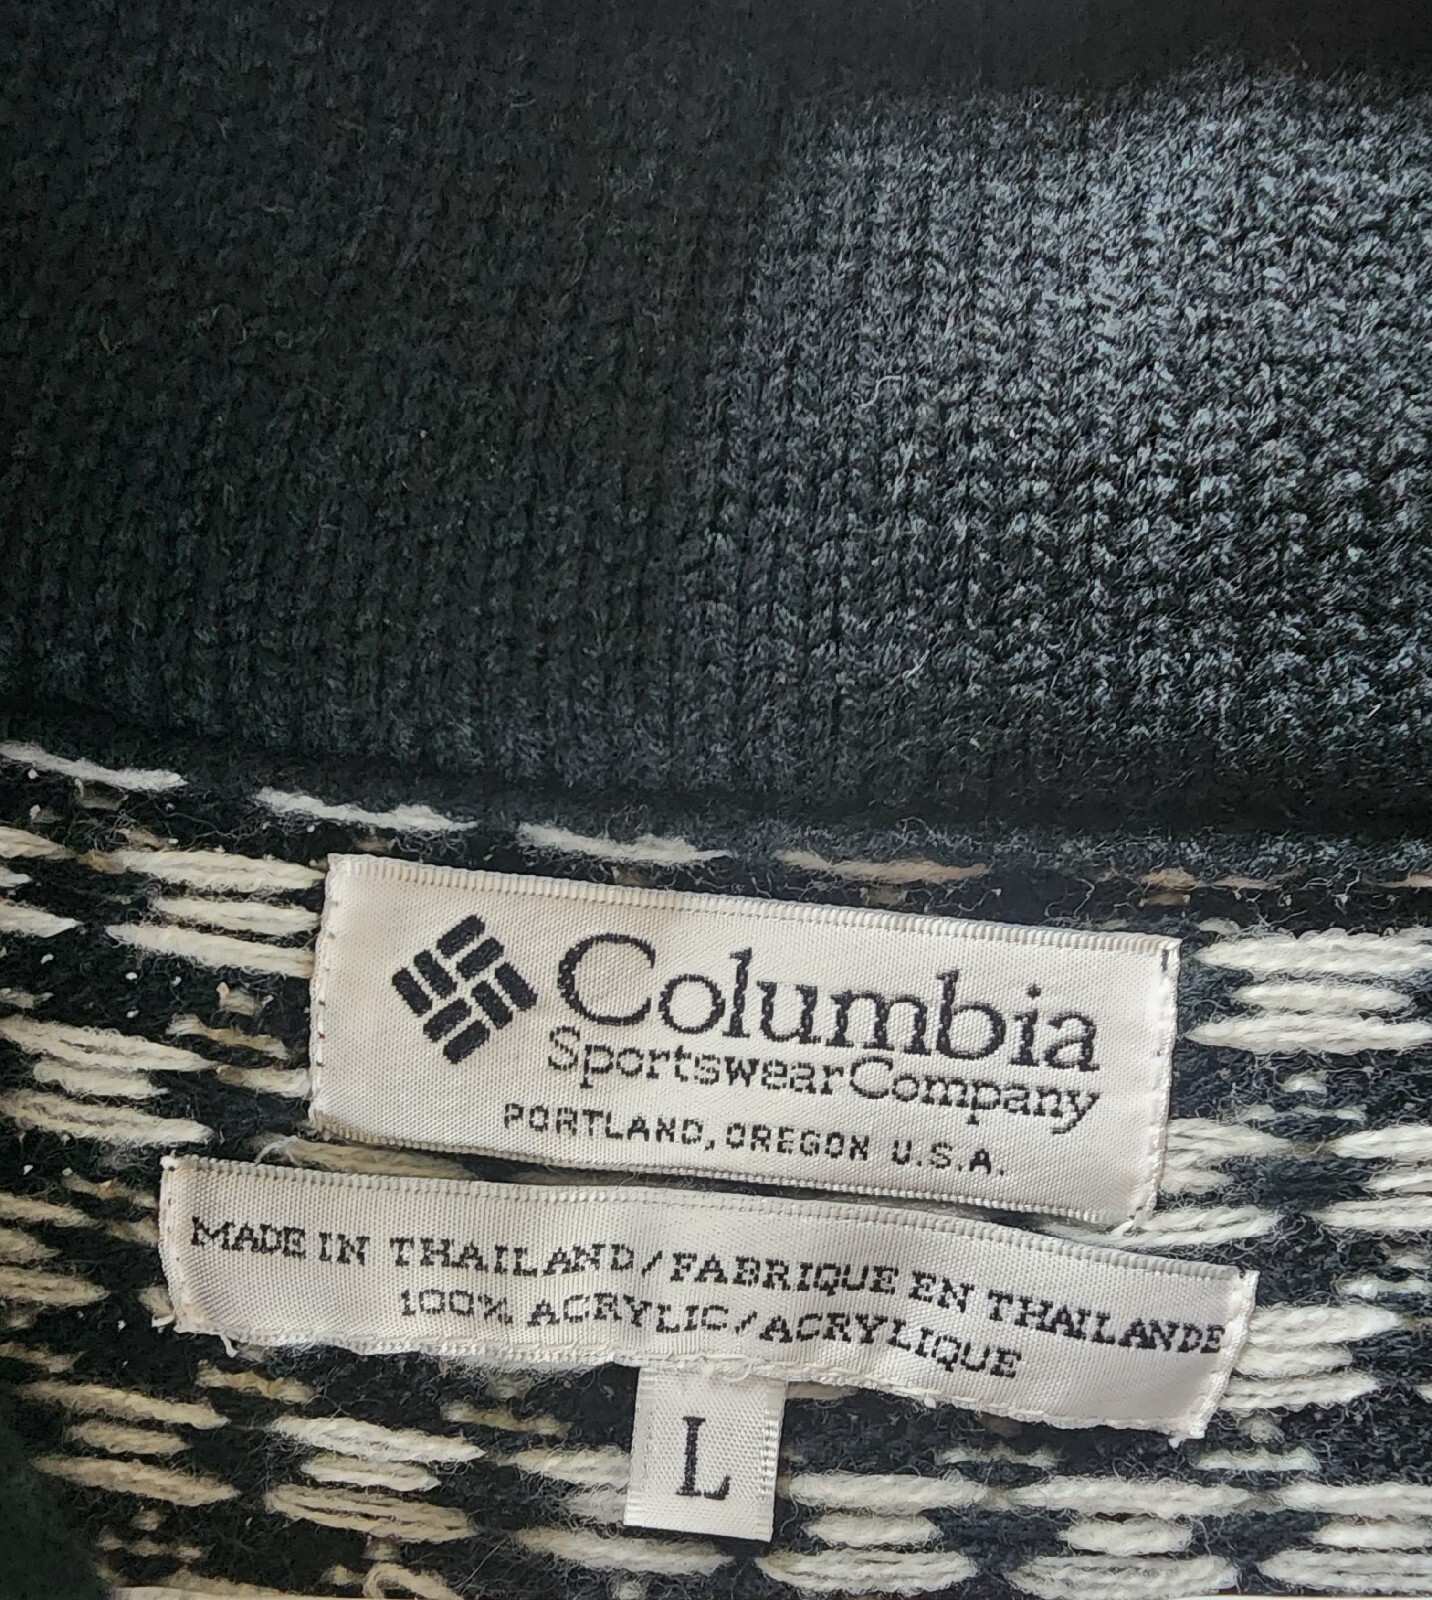 Columbia
Sportswear Company
PORTLAND, OREGON U.S.A.
MADE IN THAILAND/FABRIQUE EN THAILANDE
100% ACRYLIC/ACRYLIQUE
L